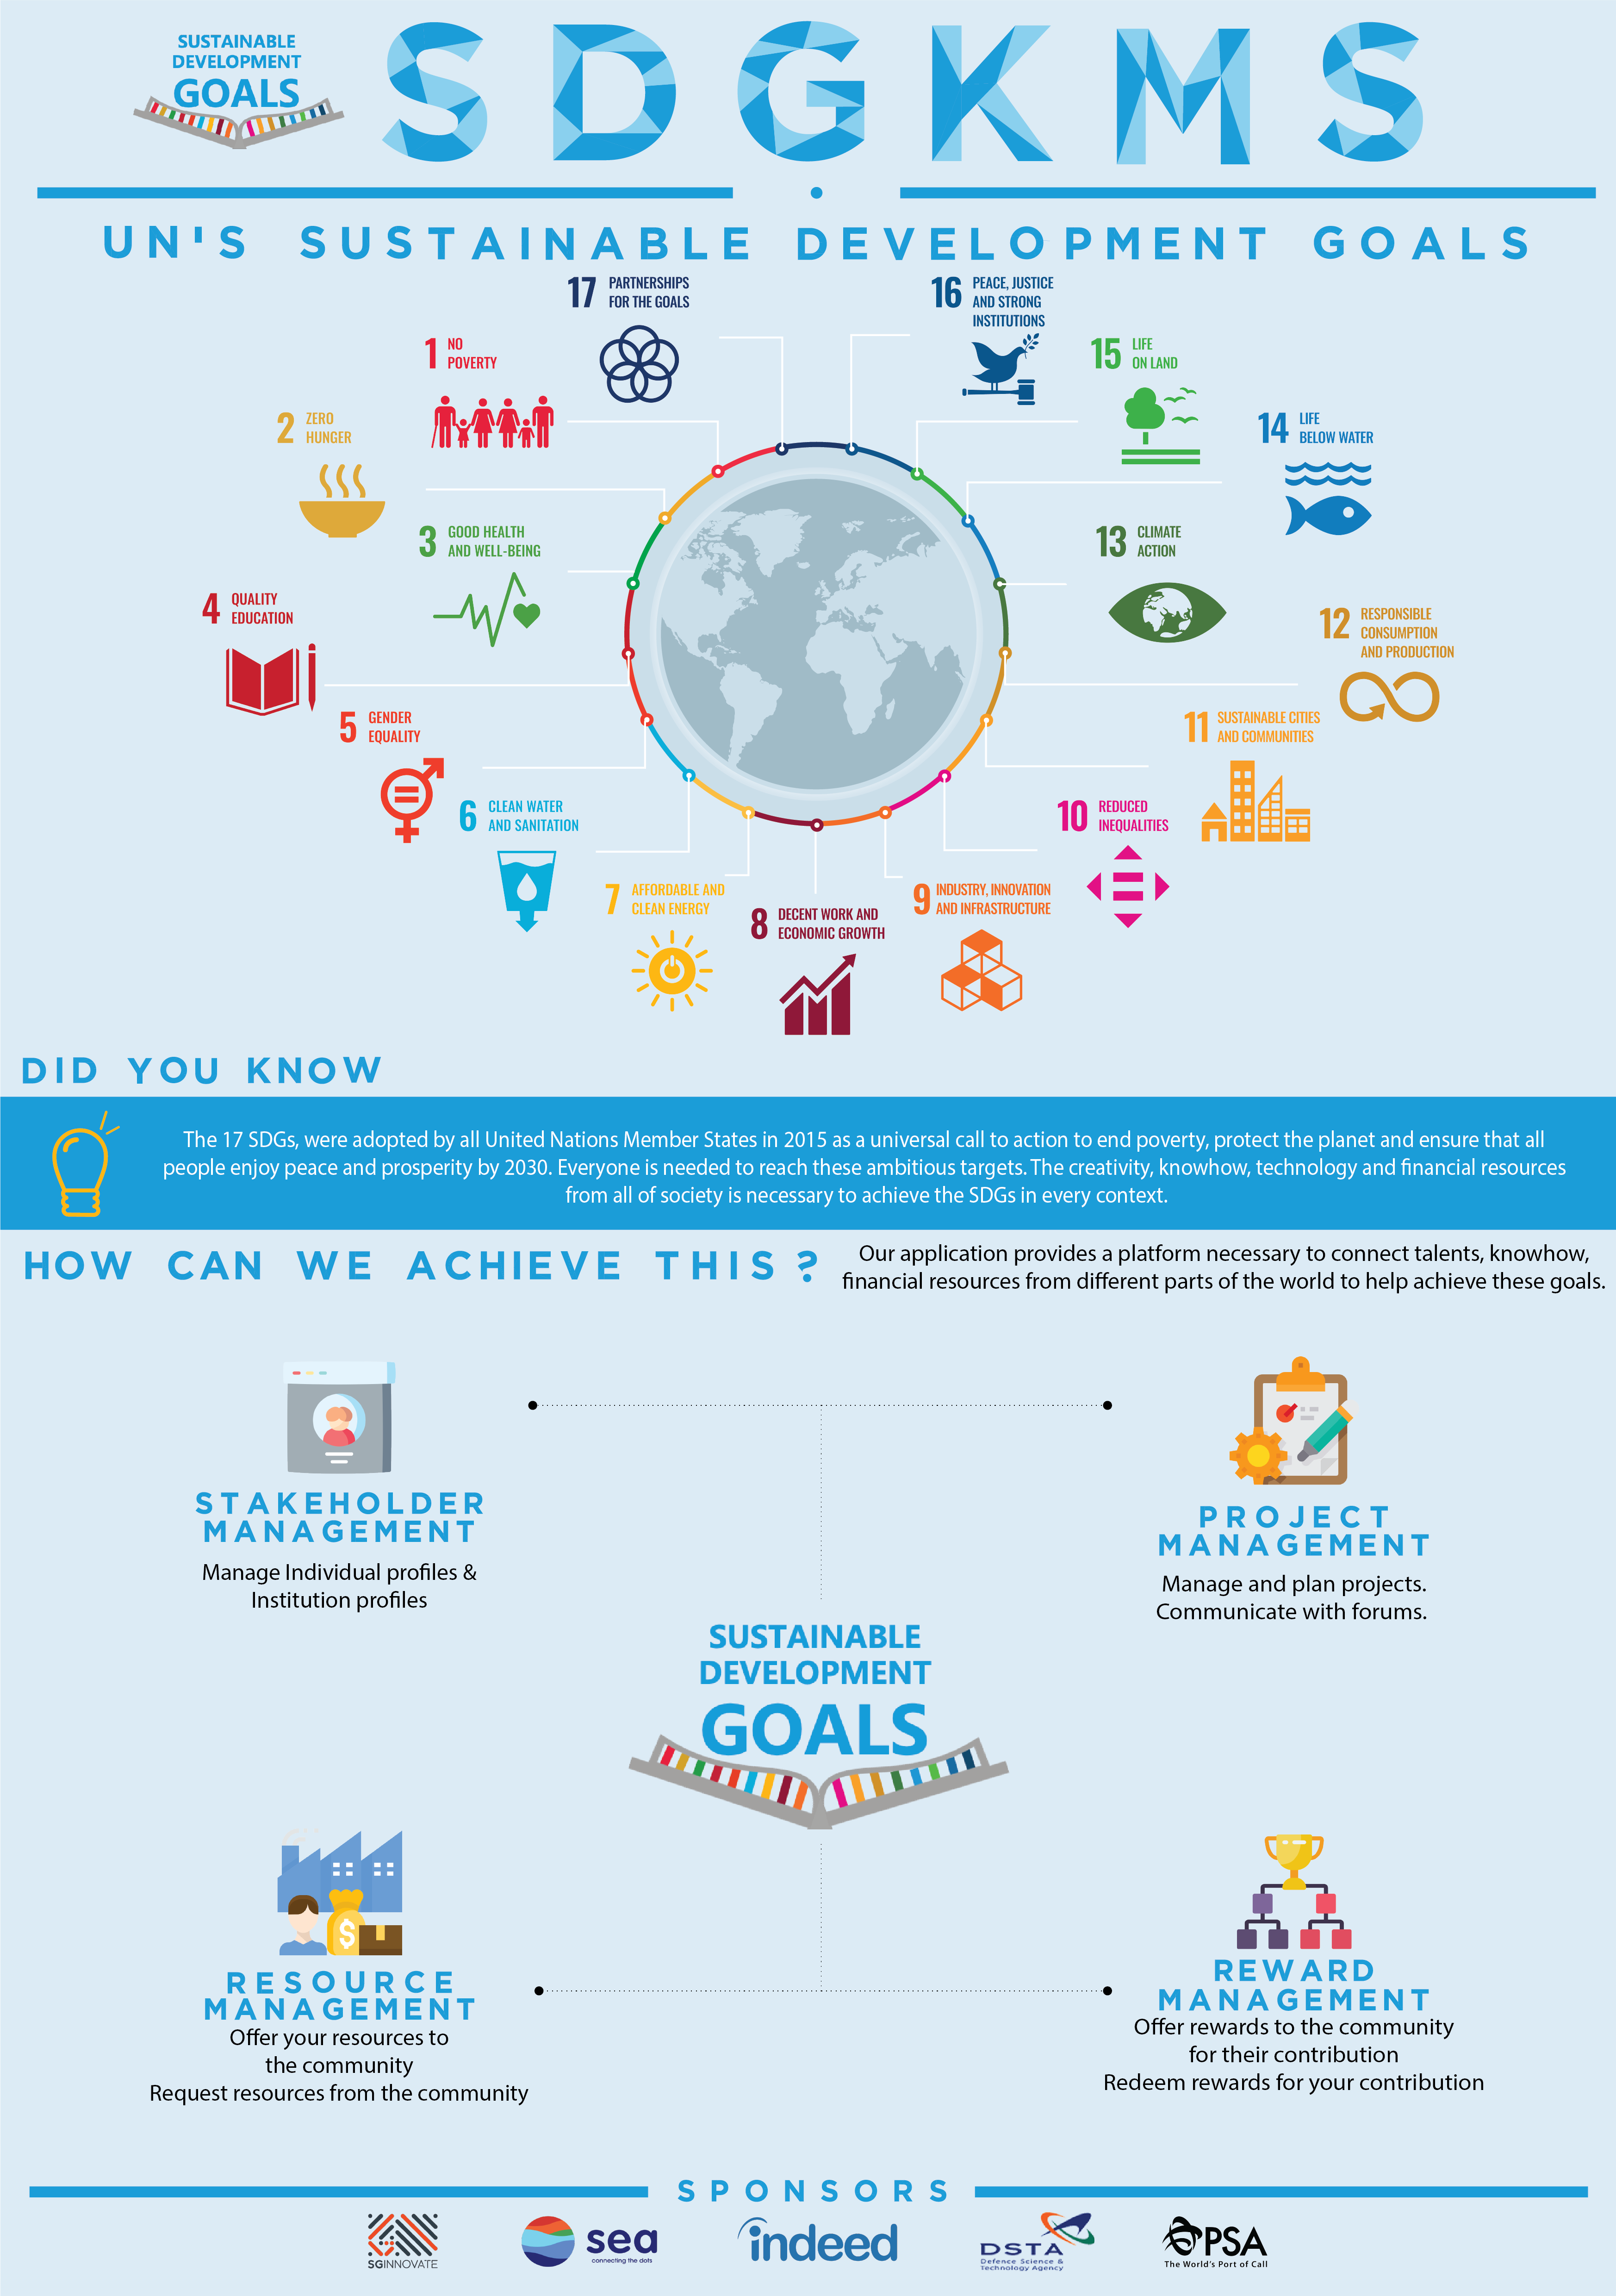 SUSTAINABLE
DEVELOPMENT
GOALS
SDGKMS
UN'S SUSTAINABLE DEVELOPMENT GOALS
17 PARTNERSHIPS
FOR THE GOALS
16 PEACE, JUSTICE
AND STRONG
INSTITUTIONS
1 NO
POVERTY
15 LIFE
ON LAND
2 ZERO
HUNGER
14 LIFE
BELOW WATER
3 GOOD HEALTH
AND WELL-BEING
13 CLIMATE
ACTION
4 QUALITY
EDUCATION
12 RESPONSIBLE
CONSUMPTION
AND PRODUCTION
5 GENDER
EQUALITY
11 SUSTAINABLE CITIES
AND COMMUNITIES
6 CLEAN WATER
AND SANITATION
10 REDUCED
INEQUALITIES
7 AFFORDABLE AND
CLEAN ENERGY
8 DECENT WORK AND
ECONOMIC GROWTH
9 INDUSTRY, INNOVATION
AND INFRASTRUCTURE
DID YOU KNOW
The 17 SDGs, were adopted by all United Nations Member States in 2015 as a universal call to action to end poverty, protect the planet and ensure that all
people enjoy peace and prosperity by 2030. Everyone is needed to reach these ambitious targets. The creativity, knowhow, technology and financial resources
from all of society is necessary to achieve the SDGs in every context.
HOW CAN WE ACHIEVE THIS?
Our application provides a platform necessary to connect talents, knowhow,
financial resources from different parts of the world to help achieve these goals.
STAKEHOLDER
MANAGEMENT
Manage Individual profiles &
Institution profiles
PROJECT
MANAGEMENT
Manage and plan projects.
Communicate with forums.
SUSTAINABLE
DEVELOPMENT
GOALS
$
RESOURCE
MANAGEMENT
Offer your resources to
the community
Request resources from the community
REWARD
MANAGEMENT
Offer rewards to the community
for their contribution
Redeem rewards for your contribution
SPONSORS
SGINNOVATE
sea
connecting the dots
indeed
DSTA
Defence Science &
Technology Agency
PSA
The World's Port of Call